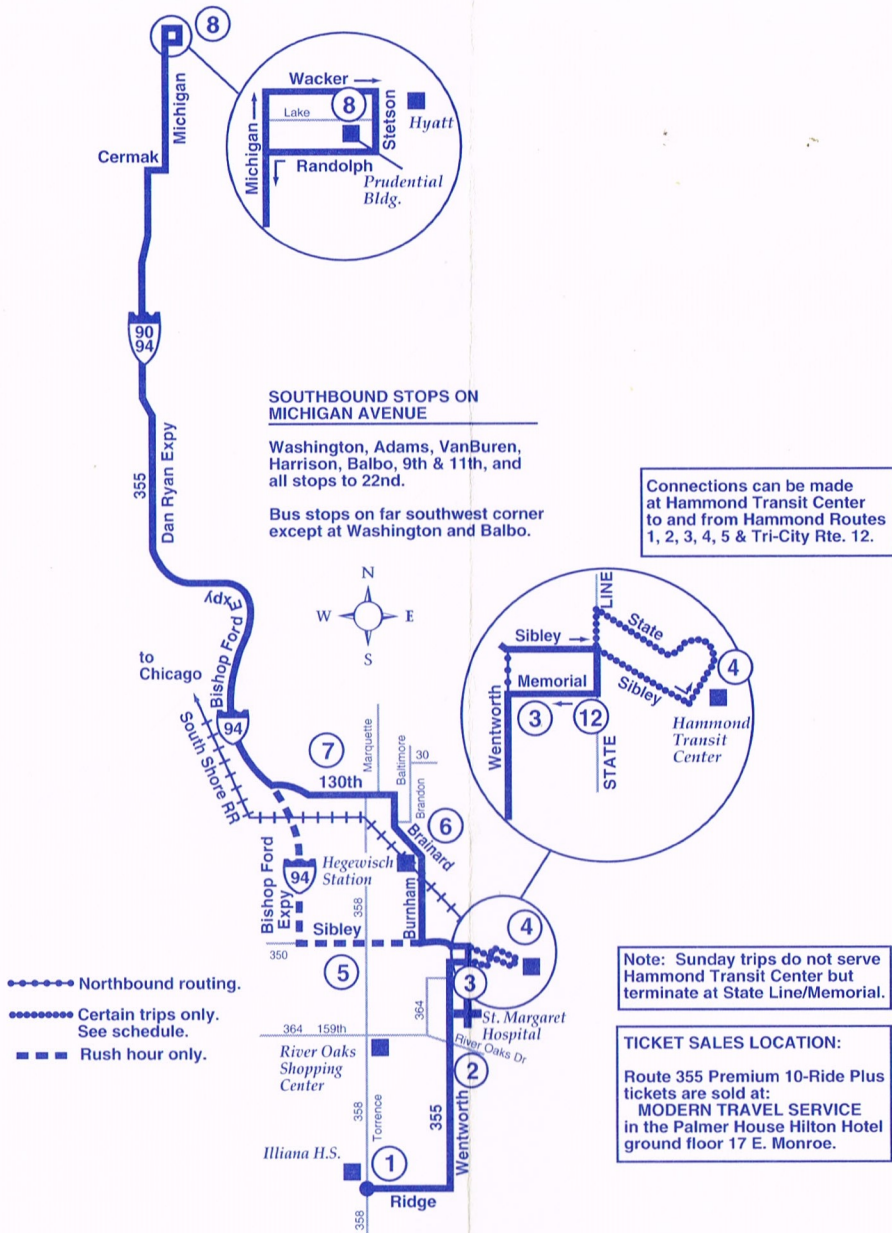 8
Michigan
Cermak
Wacker
Lake
8
Stetson
Hyatt
Michigan
Randolph
Prudential
Bldg.
90
94
SOUTHBOUND STOPS ON
MICHIGAN AVENUE
Washington, Adams, VanBuren,
Harrison, Balbo, 9th & 11th, and
all stops to 22nd.
Bus stops on far southwest corner
except at Washington and Balbo.
355
Dan Ryan Expy
Connections can be made
at Hammond Transit Center
to and from Hammond Routes
1, 2, 3, 4, 5 & Tri-City Rte. 12.
N
W
E
S
Bishop Ford Expy
to
Chicago
South Shore RR
94
LINE
State
Sibley
Memorial
Sibley
4
3
12
Wentworth
STATE
Hammond
Transit
Center
7
130th
Marquette
Baltimore
30
Brandon
6
Brainard
Hegewisch
Station
Bishop Ford
Expy
94
358
Burnham
Sibley
350
5
4
3
364
St. Margaret
Hospital
364
159th
River Oaks Dr
River Oaks
Shopping
Center
2
358
Torrence
355
Wentworth
Illiana H.S.
1
Ridge
358
Northbound routing.
Certain trips only.
See schedule.
Rush hour only.
Note: Sunday trips do not serve
Hammond Transit Center but
terminate at State Line/Memorial.
TICKET SALES LOCATION:
Route 355 Premium 10-Ride Plus
tickets are sold at:
MODERN TRAVEL SERVICE
in the Palmer House Hilton Hotel
ground floor 17 E. Monroe.